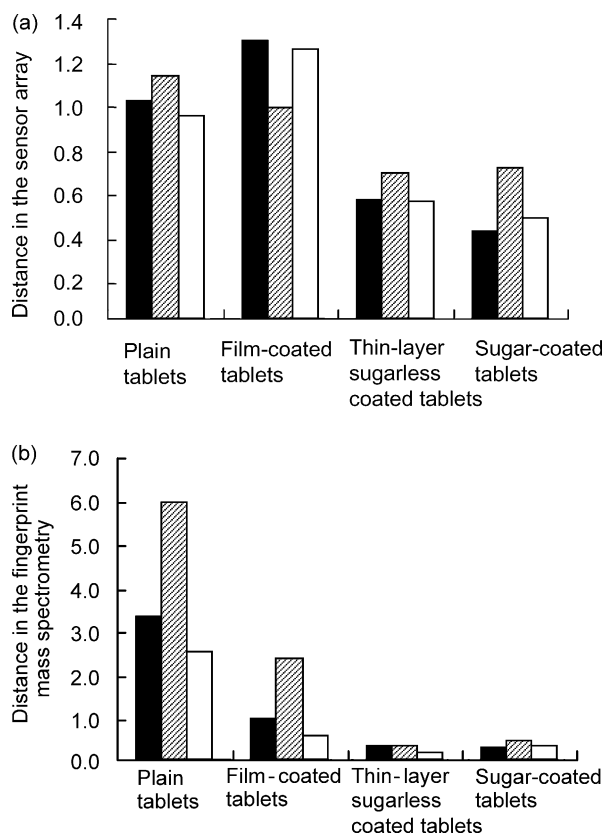 (a)
Distance in the sensor array
1.4
1.2
1.0
0.8
0.6
0.4
0.2
0.0
Plain
tablets
Film-coated
tablets
Thin-layer
sugarless
coated tablets
Sugar-coated
tablets
(b)
Distance in the fingerprint
mass spectrometry
7.0
6.0
5.0
4.0
3.0
2.0
1.0
0.0
Plain
tablets
Film-coated
tablets
Thin-layer
sugarless
coated tablets
Sugar-coated
tablets